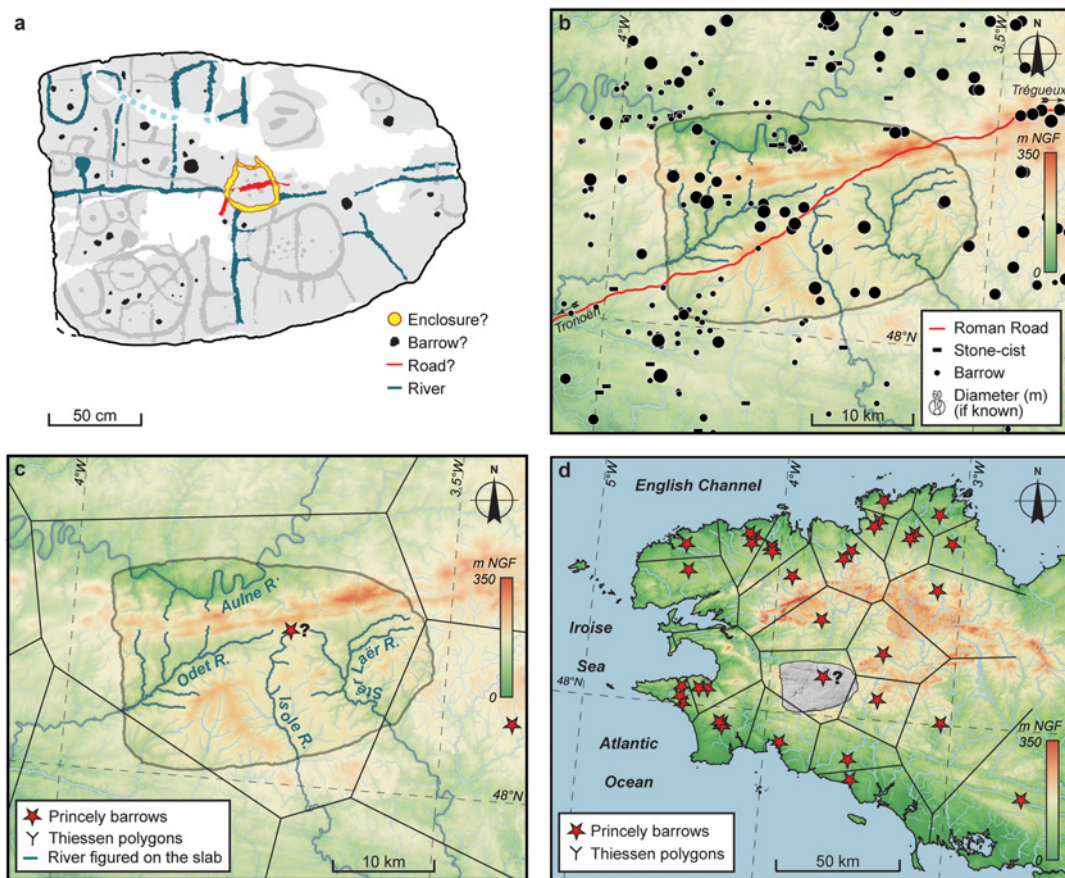 a
Enclosure?
Barrow?
Road?
River
50 cm
b
4°W
3.5°W
N
Trégueux
m NGF
350
0
Tronoën
48°N
Roman Road
Stone-cist
Barrow
Diameter (m)
(if known)
10 km
c
4°W
3.5°W
N
m NGF
350
0
Aulne R.
?
Odet R.
Isole R.
Ster Laër R.
48°N
Princely barrows
Thiessen polygons
River figured on the slab
10 km
d
5°W
4°W
3°W
N
English Channel
Iroise
Sea
48°N
?
Atlantic
Ocean
m NGF
350
0
Princely barrows
Thiessen polygons
50 km